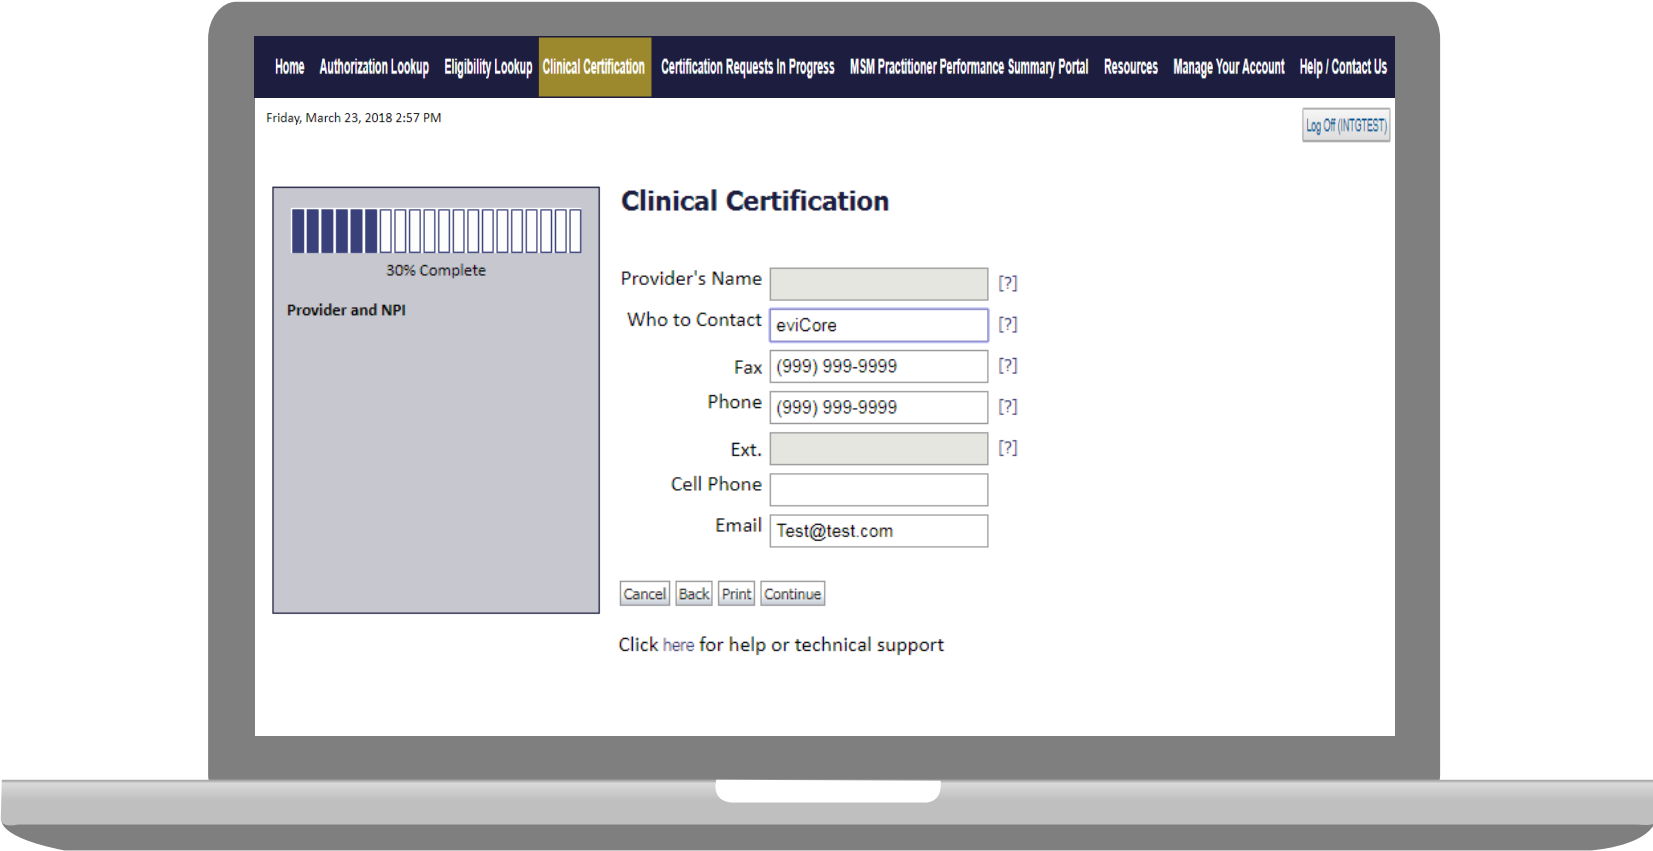 Home Authorization Lookup Eligibility Lookup Clinical Certification Certification Requests In Progress MSM Practitioner Performance Summary Portal Resources Manage Your Account Help / Contact Us
Friday, March 23, 2018 2:57 PM
Log Off (INTGTEST)
30% Complete
Provider and NPI
Clinical Certification
Provider's Name [?]
Who to Contact eviCore [?]
Fax (999) 999-9999 [?]
Phone (999) 999-9999 [?]
Ext. [?]
Cell Phone
Email Test@test.com
Cancel Back Print Continue
Click here for help or technical support